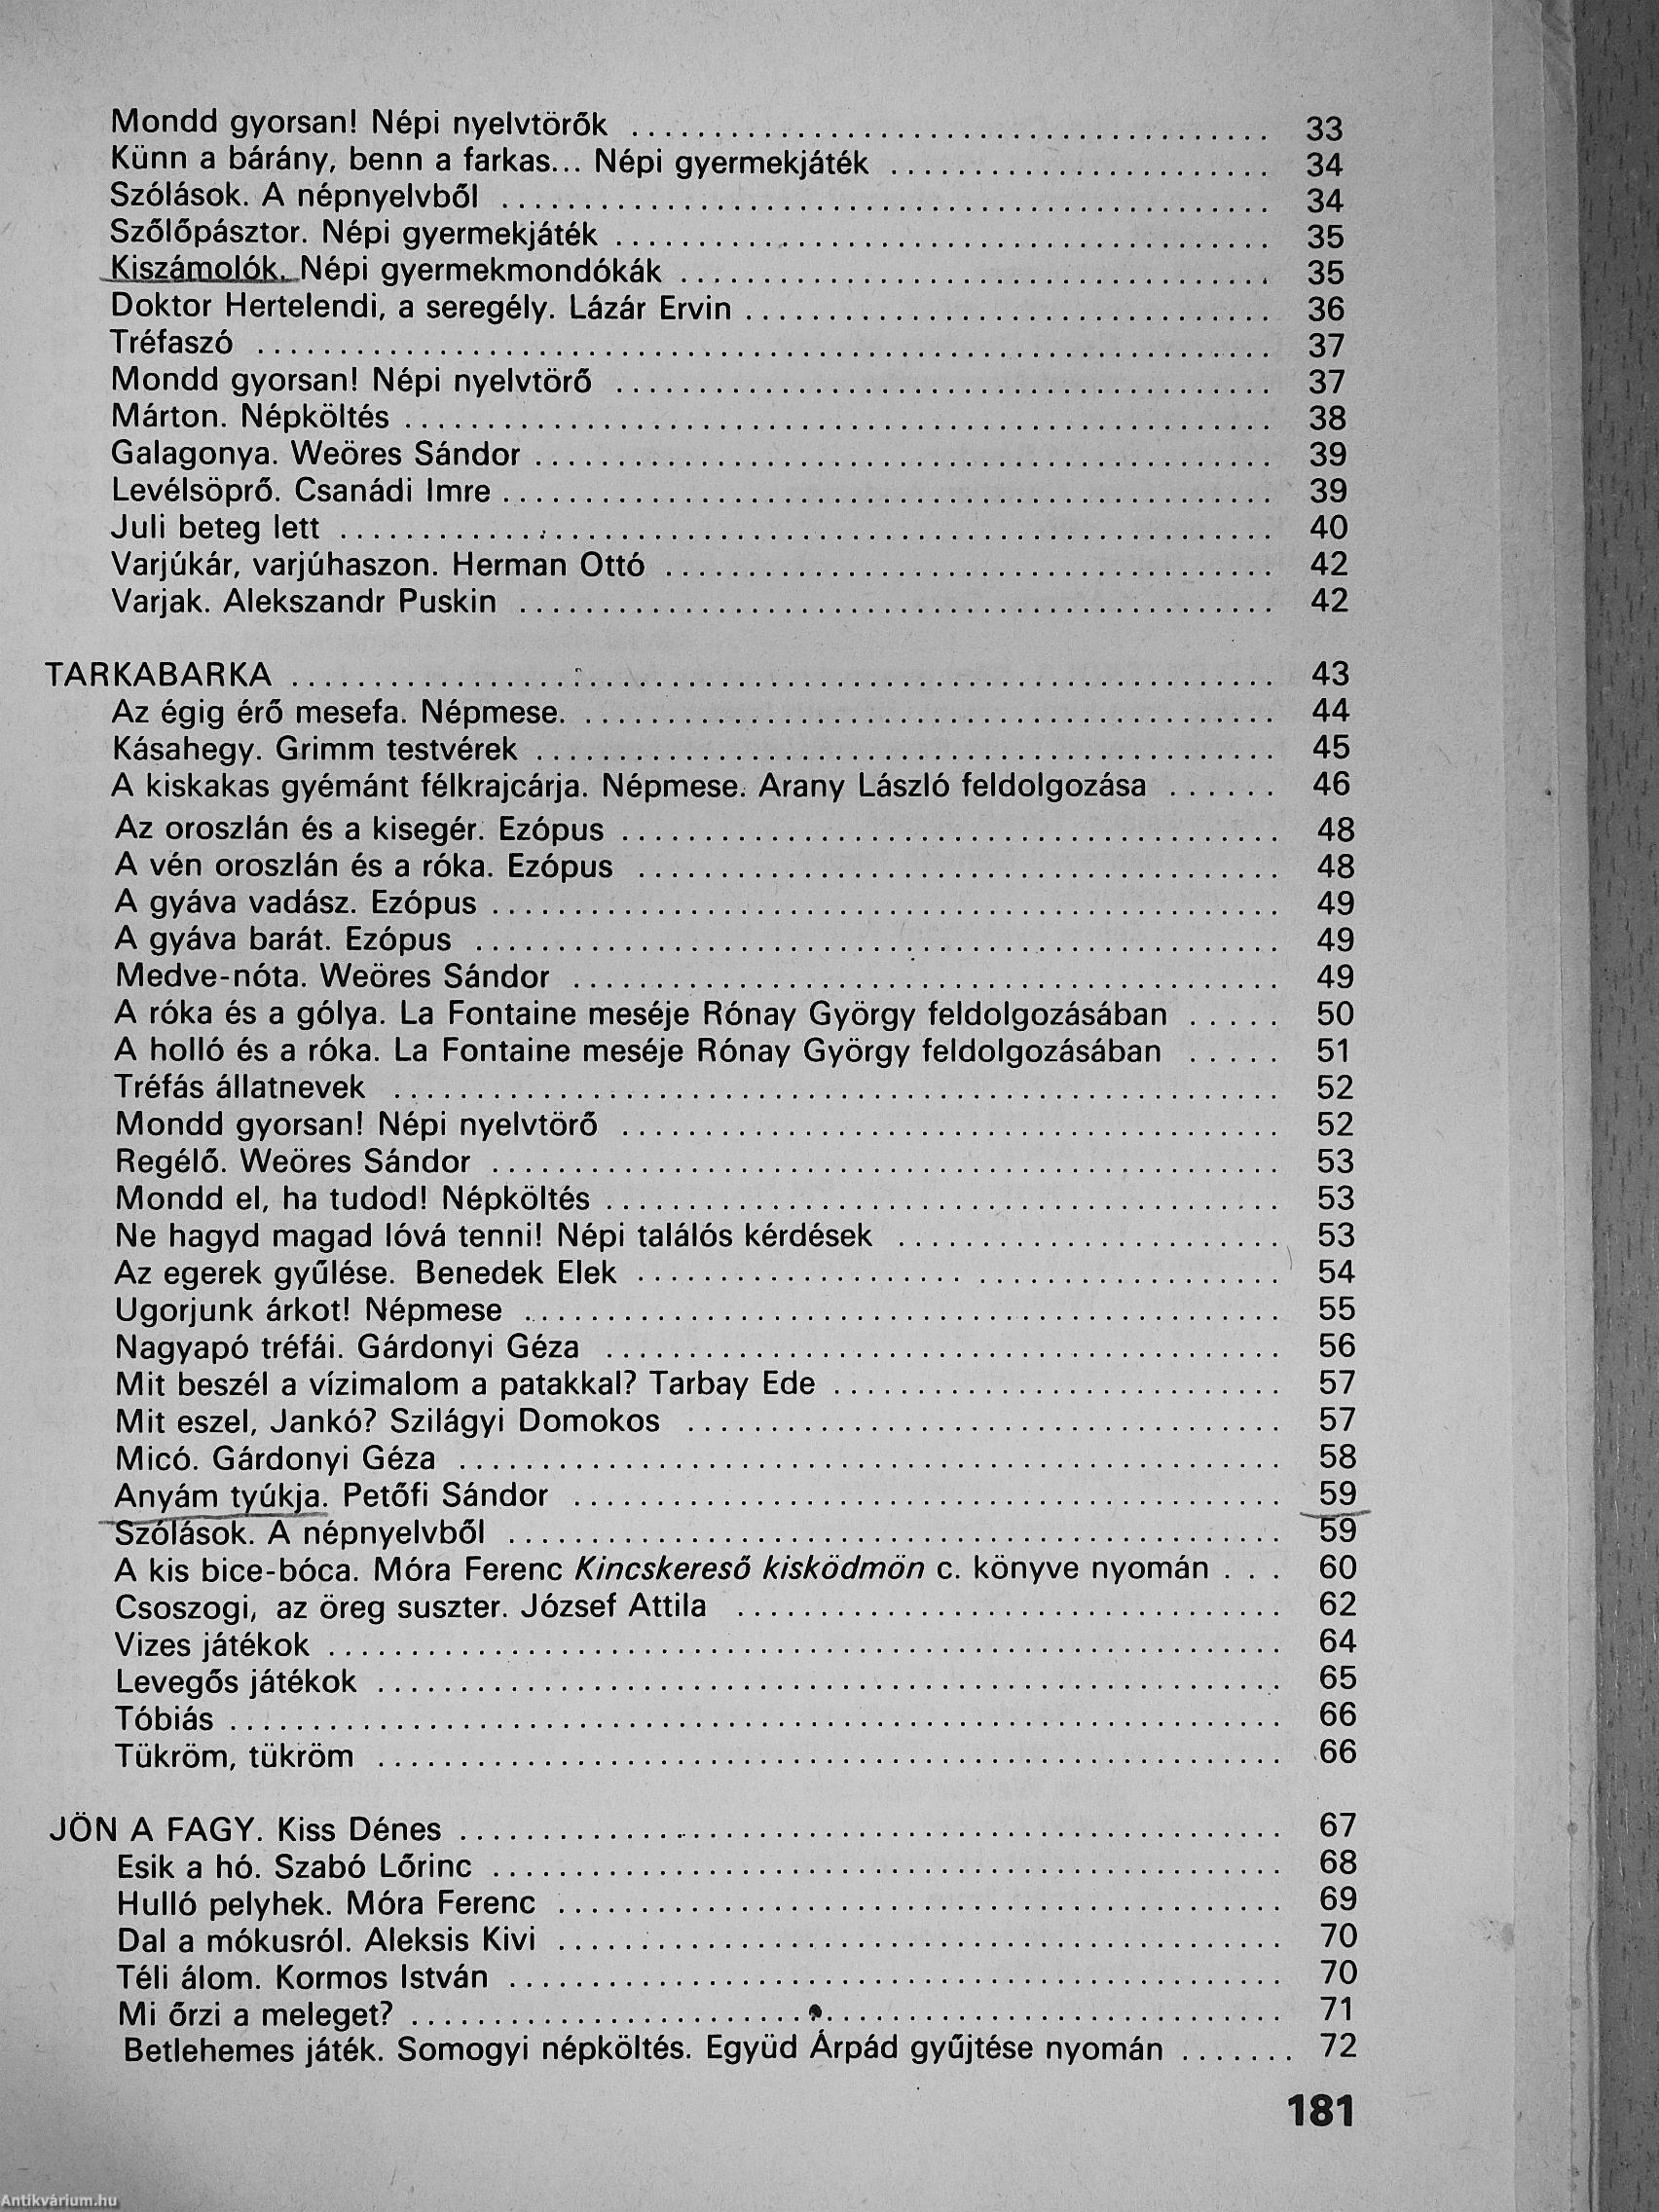 Mondd gyorsan! Népi nyelvtörők ........................................ 33
Künn a bárány, benn a farkas... Népi gyermekjáték ........................ 34
Szólások. A népnyelvből ................................................ 34
Szőlőpásztor. Népi gyermekjáték ........................................ 35
Kiszámolók. Népi gyermekmondókák .................................... 35
Doktor Hertelendi, a seregély. Lázár Ervin ................................ 36
Tréfaszó .............................................................. 37
Mondd gyorsan! Népi nyelvtörő ........................................ 37
Márton. Népköltés ..................................................... 38
Galagonya. Weöres Sándor ............................................. 39
Levélsöprő. Csanádi Imre ............................................... 39
Juli beteg lett ......................................................... 40
Varjúkár, varjúhaszon. Herman Ottó ..................................... 42
Varjak. Alekszandr Puskin .............................................. 42
TARKABARKA ............................................................ 43
Az égig érő mesefa. Népmese. .......................................... 44
Kásahegy. Grimm testvérek ............................................. 45
A kiskakas gyémánt félkrajcárja. Népmese. Arany László feldolgozása ...... 46
Az oroszlán és a kisegér. Ezópus ........................................ 48
A vén oroszlán és a róka. Ezópus ....................................... 48
A gyáva vadász. Ezópus ................................................ 49
A gyáva barát. Ezópus ................................................. 49
Medve-nóta. Weöres Sándor ........................................... 49
A róka és a gólya. La Fontaine meséje Rónay György feldolgozásában ..... 50
A holló és a róka. La Fontaine meséje Rónay György feldolgozásában ..... 51
Tréfás állatnevek ...................................................... 52
Mondd gyorsan! Népi nyelvtörő ........................................ 52
Regélő. Weöres Sándor ................................................ 53
Mondd el, ha tudod! Népköltés ......................................... 53
Ne hagyd magad lóvá tenni! Népi találós kérdések ....................... 53
Az egerek gyűlése. Benedek Elek ....................................... 54
Ugorjunk árkot! Népmese .............................................. 55
Nagyapó tréfái. Gárdonyi Géza ......................................... 56
Mit beszél a vízimalom a patakkal? Tarbay Ede ........................... 57
Mit eszel, Jankó? Szilágyi Domokos .................................... 57
Micó. Gárdonyi Géza .................................................. 58
Anyám tyúkja. Petőfi Sándor ........................................... 59
Szólások. A népnyelvből ............................................... 59
A kis bice-bóca. Móra Ferenc Kincskereső kisködmön c. könyve nyomán ... 60
Csoszogi, az öreg suszter. József Attila ................................. 62
Vizes játékok .......................................................... 64
Levegős játékok ....................................................... 65
Tóbiás ................................................................ 66
Tükröm, tükröm ....................................................... 66
JÖN A FAGY. Kiss Dénes .................................................. 67
Esik a hó. Szabó Lőrinc ................................................ 68
Hulló pelyhek. Móra Ferenc ............................................ 69
Dal a mókusról. Aleksis Kivi ............................................ 70
Téli álom. Kormos István ............................................... 70
Mi őrzi a meleget? ..................................................... 71
Betlehemes játék. Somogyi népköltés. Együd Árpád gyűjtése nyomán ....... 72
181
Antikvárium.hu